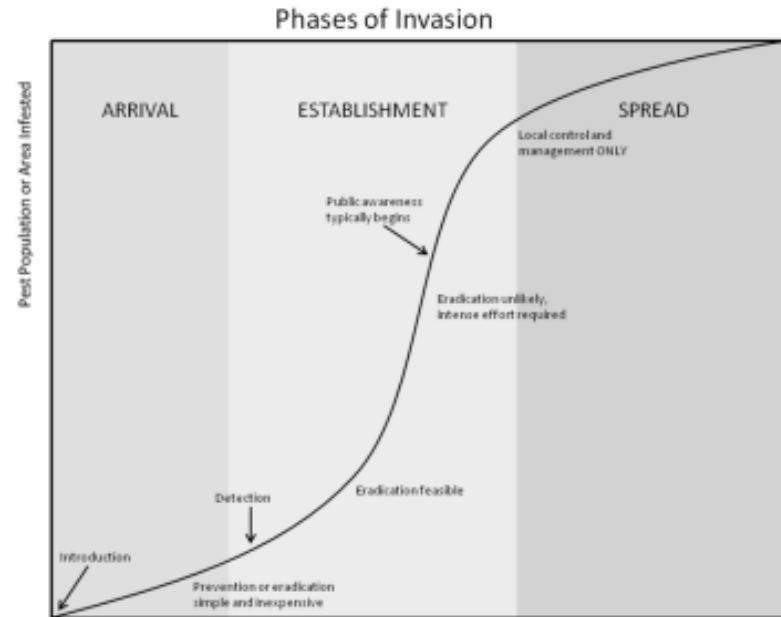 Phases of Invasion
Pest Population or Area Infested
ARRIVAL
ESTABLISHMENT
SPREAD
Local control and
management ONLY
Public awareness
typically begins
Eradication unlikely,
intense effort required
Eradication feasible
Detection
Introduction
Prevention or eradication
simple and inexpensive